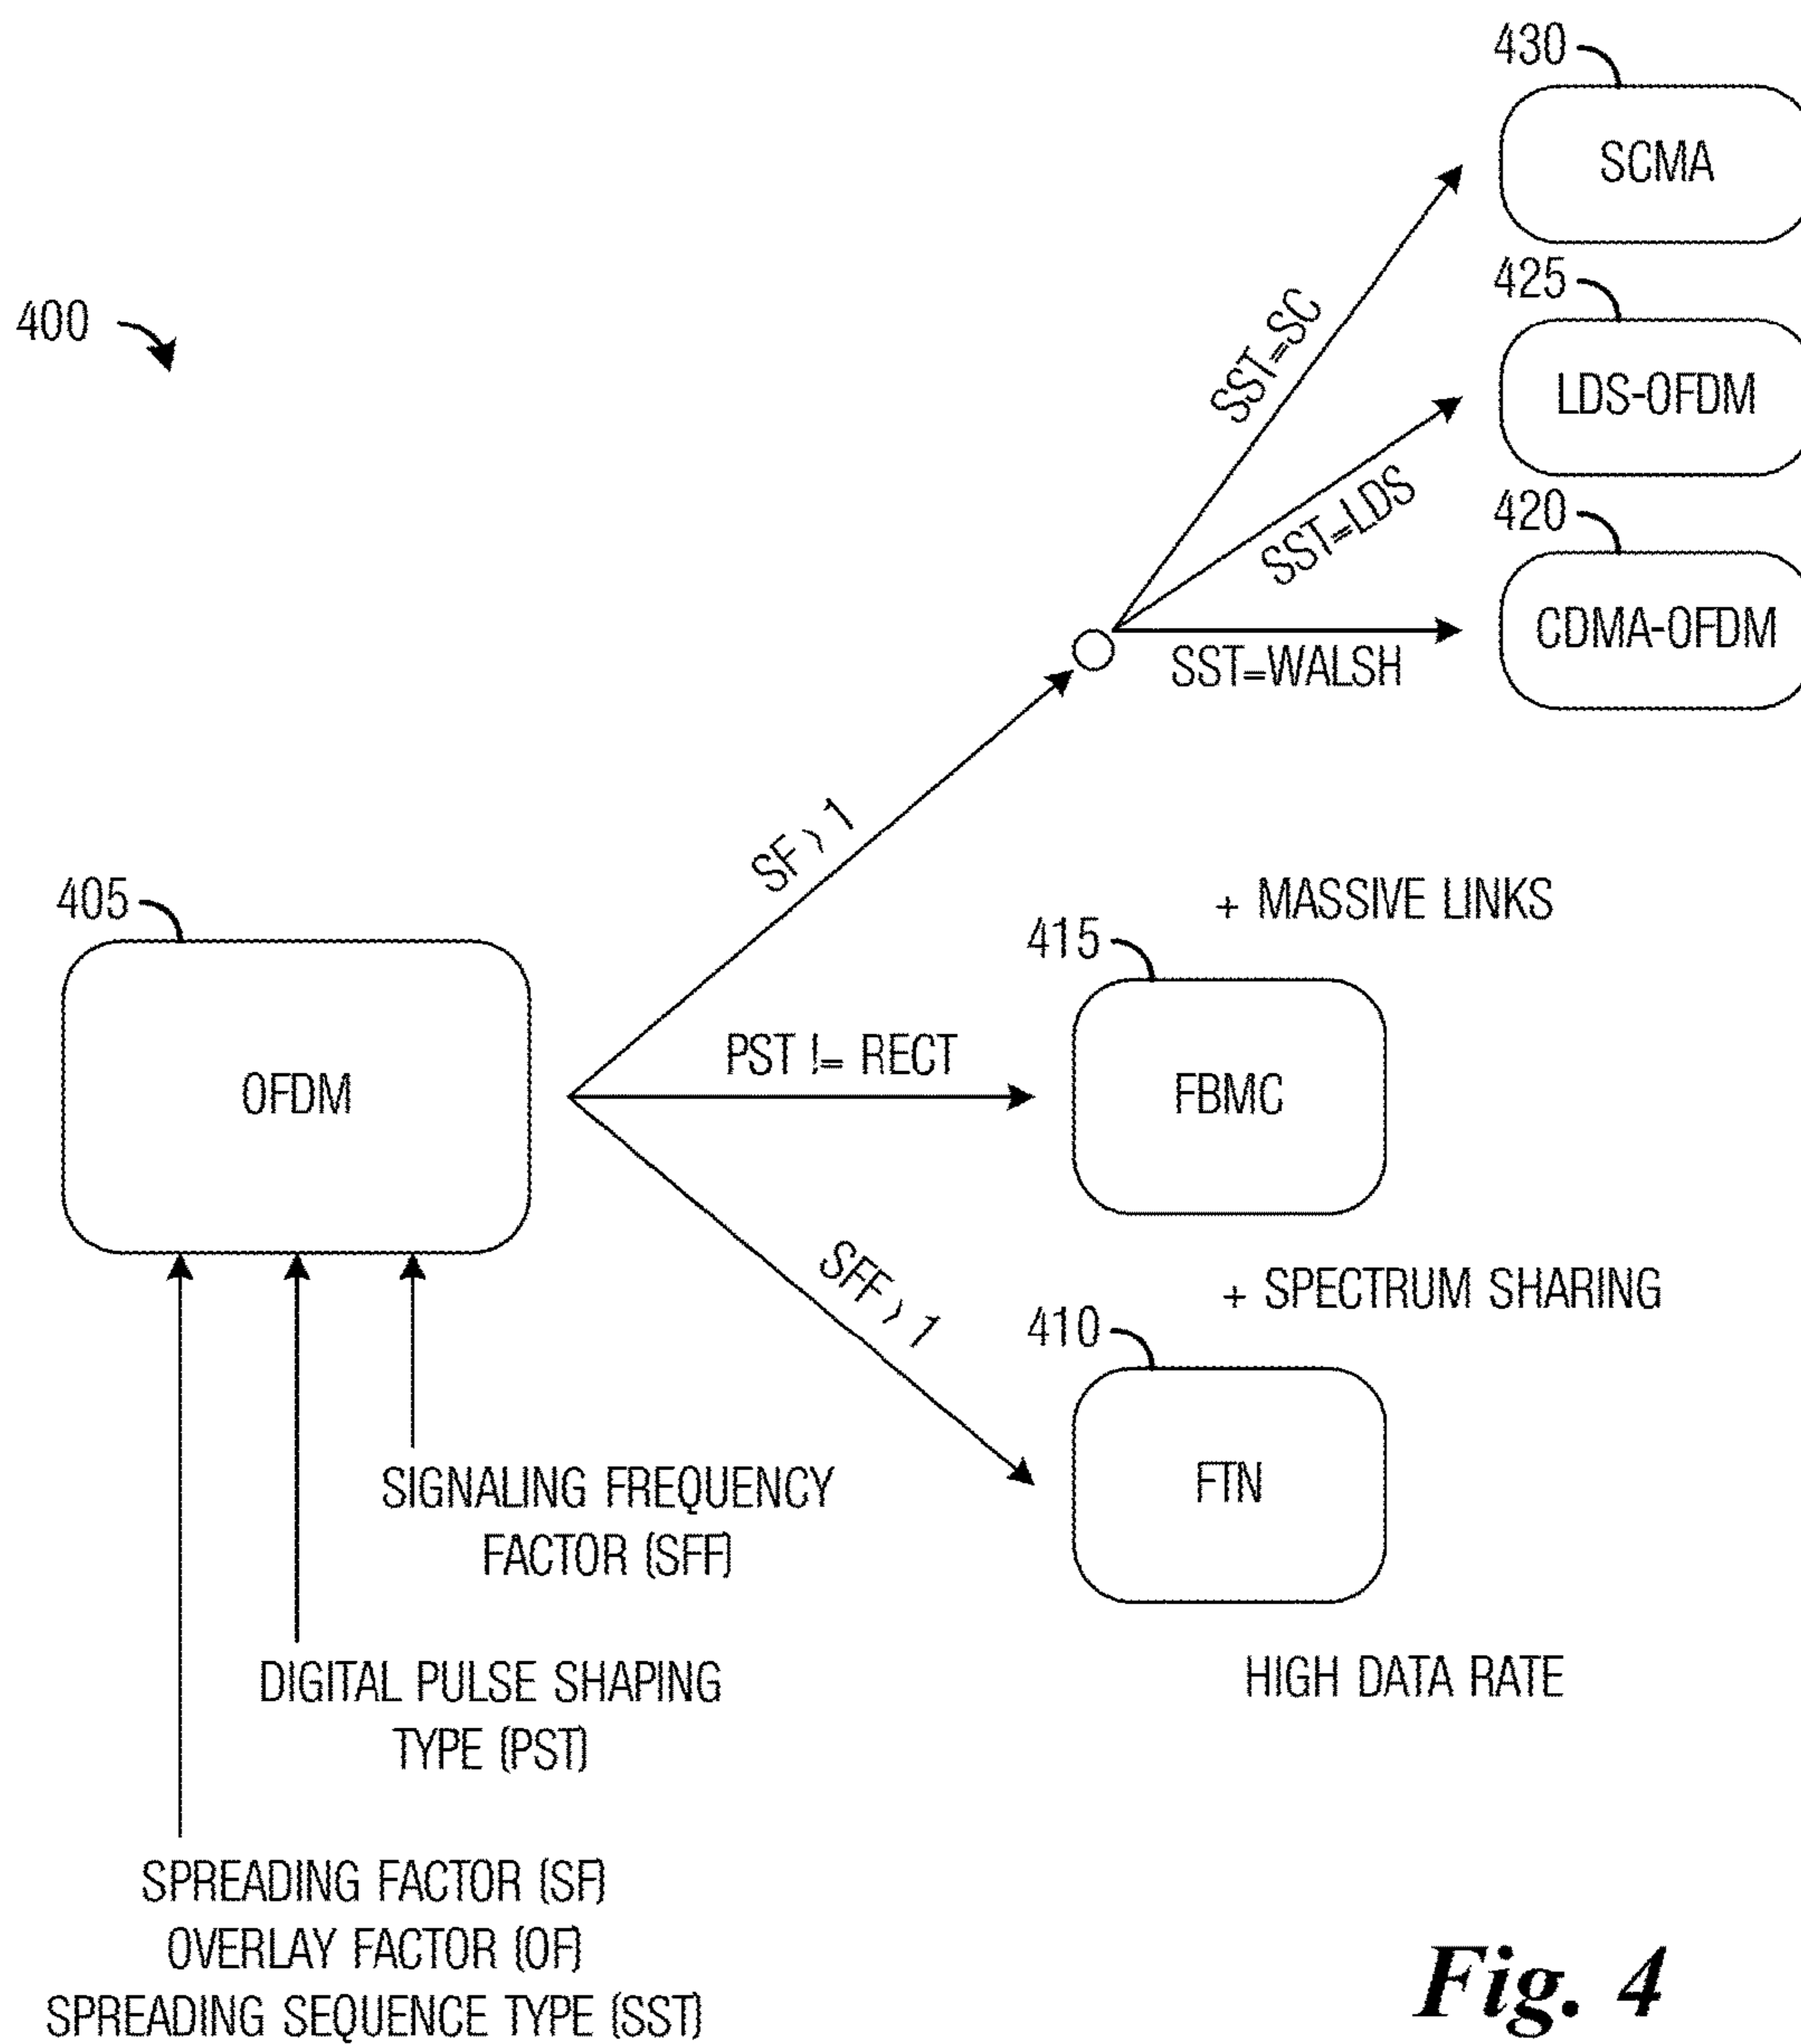 430
SCMA
425
400
SST=SC
LDS-OFDM
SST=LDS
420
CDMA-OFDM
SST=WALSH
SF > 1
405
+ MASSIVE LINKS
415
OFDM
PST != RECT
FBMC
SFF > 1
+ SPECTRUM SHARING
410
SIGNALING FREQUENCY
FACTOR (SFF)
FTN
DIGITAL PULSE SHAPING
TYPE (PST)
HIGH DATA RATE
SPREADING FACTOR (SF)
OVERLAY FACTOR (OF)
SPREADING SEQUENCE TYPE (SST)
Fig. 4